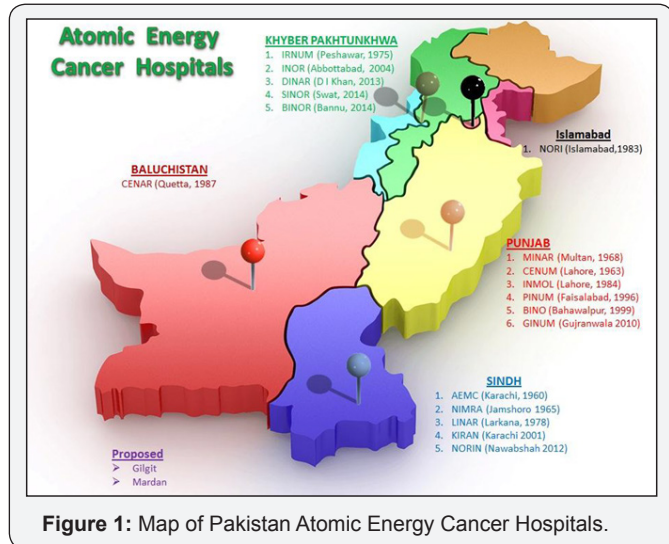 Atomic Energy
Cancer Hospitals
KHYBER PAKHTUNKHWA
1. IRNUM (Peshawar, 1975)
2. INOR (Abbottabad, 2004)
3. DINAR (D I Khan, 2013)
4. SINOR (Swat, 2014)
5. BINOR (Bannu, 2014)
Islamabad
1. NORI (Islamabad,1983)
BALUCHISTAN
CENAR (Quetta, 1987
PUNJAB
1. MINAR (Multan, 1968)
2. CENUM (Lahore, 1963)
3. INMOL (Lahore, 1984)
4. PINUM (Faisalabad, 1996)
5. BINO (Bahawalpur, 1999)
6. GINUM (Gujranwala 2010)
SINDH
1. AEMC (Karachi, 1960)
2. NIMRA (Jamshoro 1965)
3. LINAR (Larkana, 1978)
4. KIRAN (Karachi 2001)
5. NORIN (Nawabshah 2012)
Proposed
➢ Gilgit
➢ Mardan
Figure 1: Map of Pakistan Atomic Energy Cancer Hospitals.